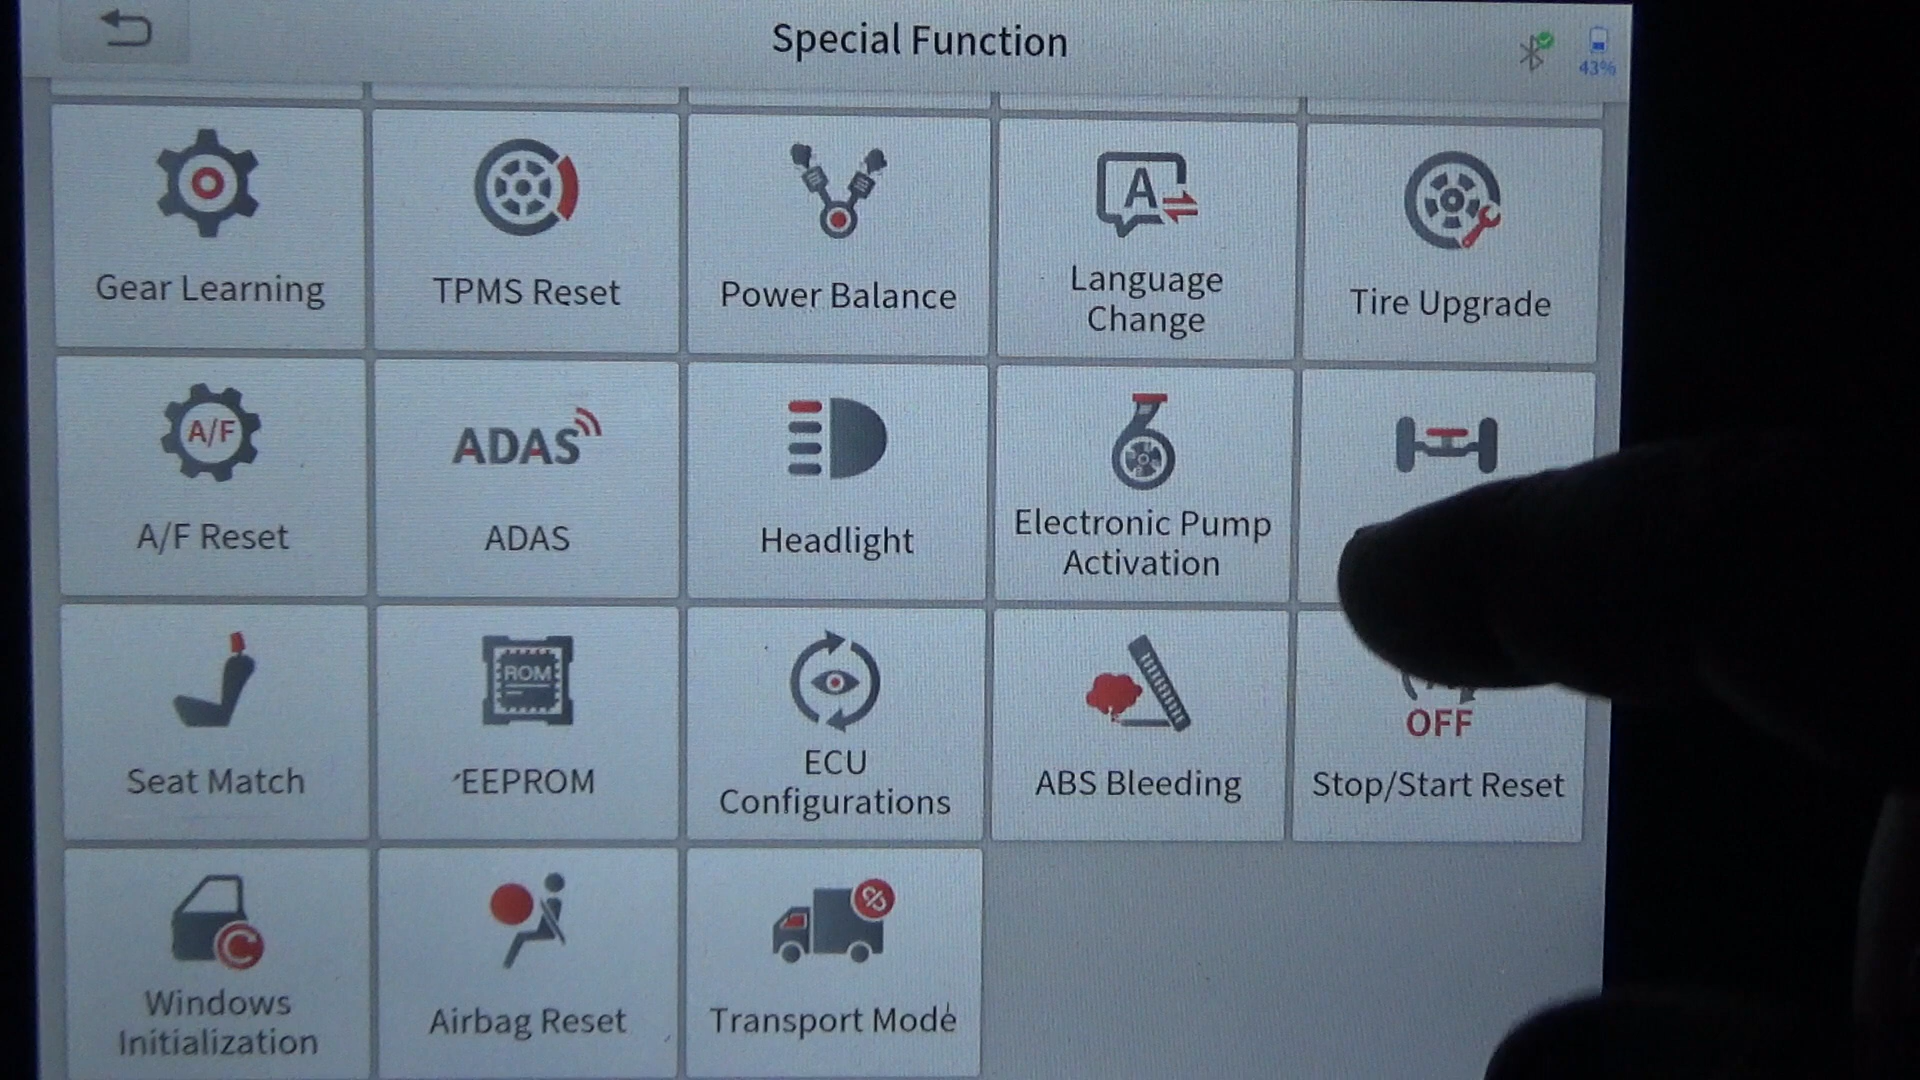 Special Function
43%
Gear Learning
TPMS Reset
Power Balance
A
Language
Change
Tire Upgrade
A/F
A/F Reset
ADAS
ADAS
Headlight
Electronic Pump
Activation
Seat Match
ROM
EEPROM
ECU
Configurations
ABS Bleeding
OFF
Stop/Start Reset
Windows
Initialization
Airbag Reset
Transport Mode